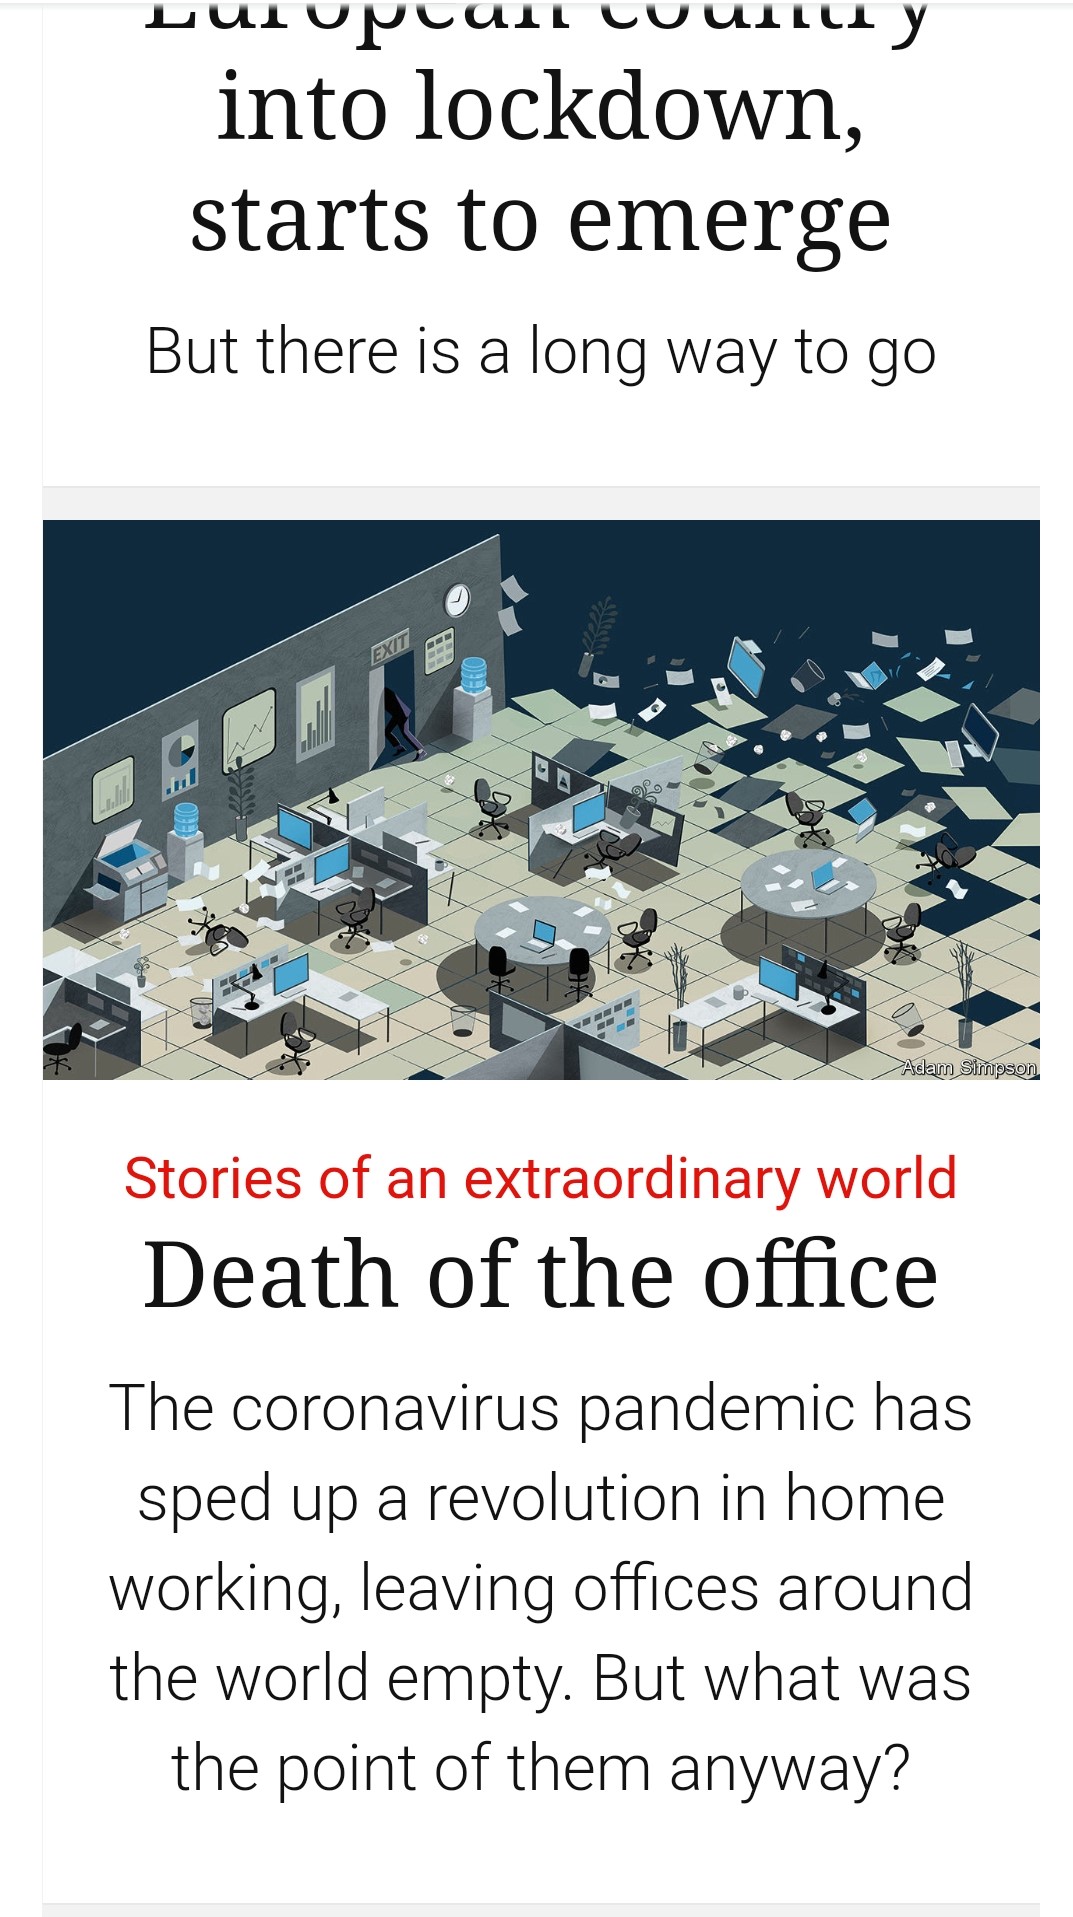 European country
into lockdown,
starts to emerge
But there is a long way to go
EXIT
Adam Simpson
Stories of an extraordinary world
Death of the office
The coronavirus pandemic has
sped up a revolution in home
working, leaving offices around
the world empty. But what was
the point of them anyway?